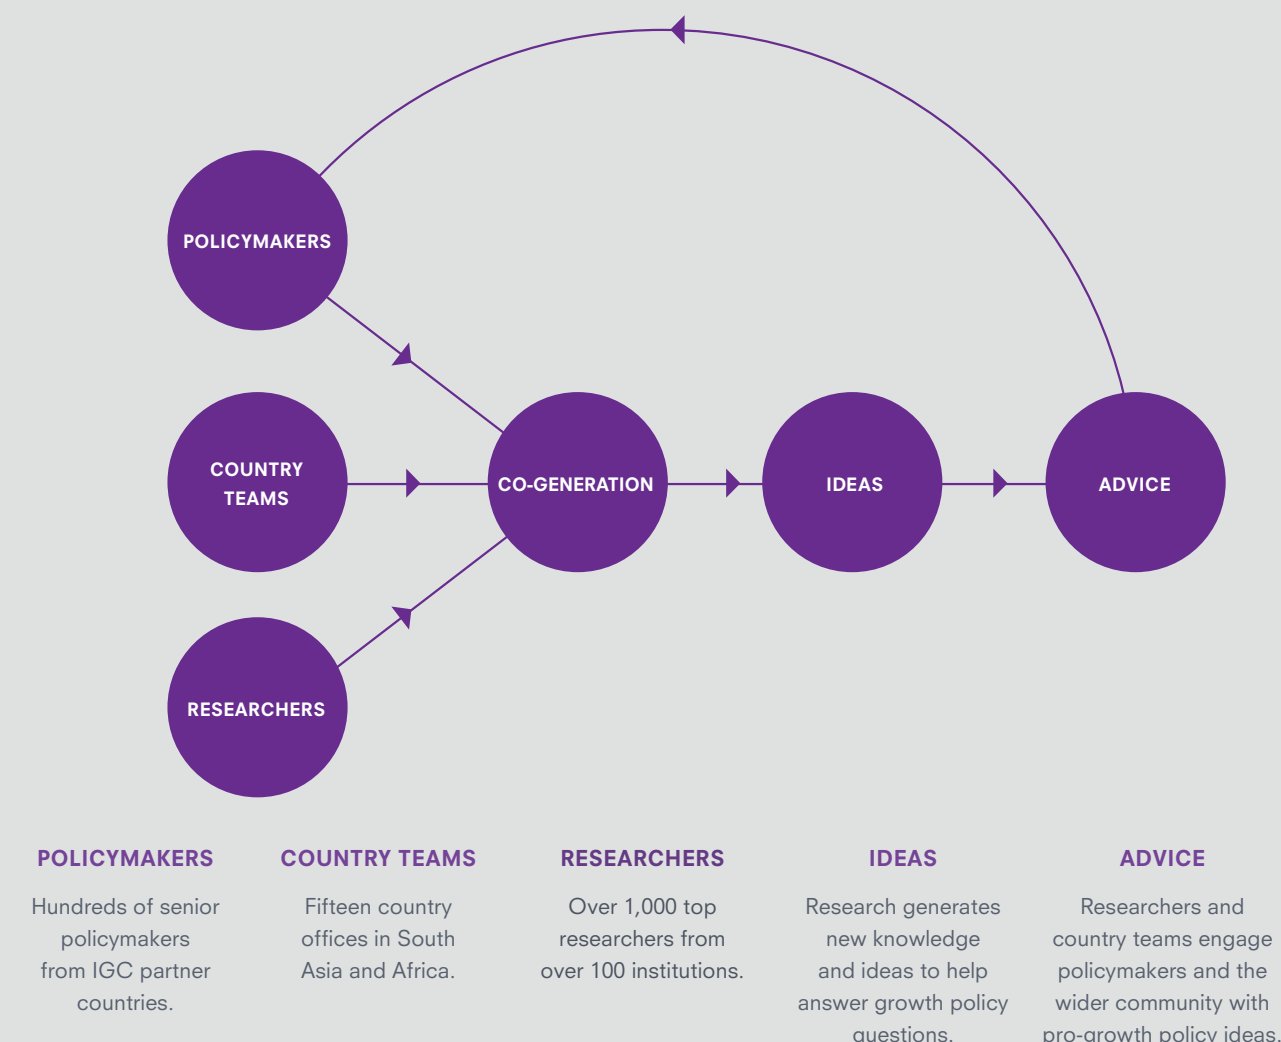 POLICYMAKERS
COUNTRY
TEAMS
CO-GENERATION
IDEAS
ADVICE
RESEARCHERS
POLICYMAKERS
Hundreds of senior
policymakers
from IGC partner
countries.
COUNTRY TEAMS
Fifteen country
offices in South
Asia and Africa.
RESEARCHERS
Over 1,000 top
researchers from
over 100 institutions.
IDEAS
Research generates
new knowledge
and ideas to help
answer growth policy
questions.
ADVICE
Researchers and
country teams engage
policymakers and the
wider community with
pro-growth policy ideas.